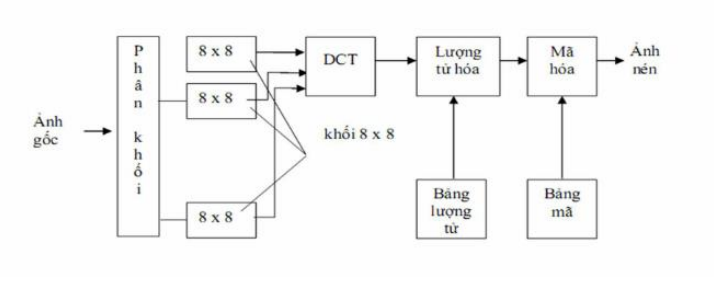 Ảnh
gốc
Phân khối
8 x 8
8 x 8
8 x 8
DCT
khối 8 x 8
Lượng
tử hóa
Mã
hóa
Ảnh
nén
Bảng
lượng
tử
Bảng
mã